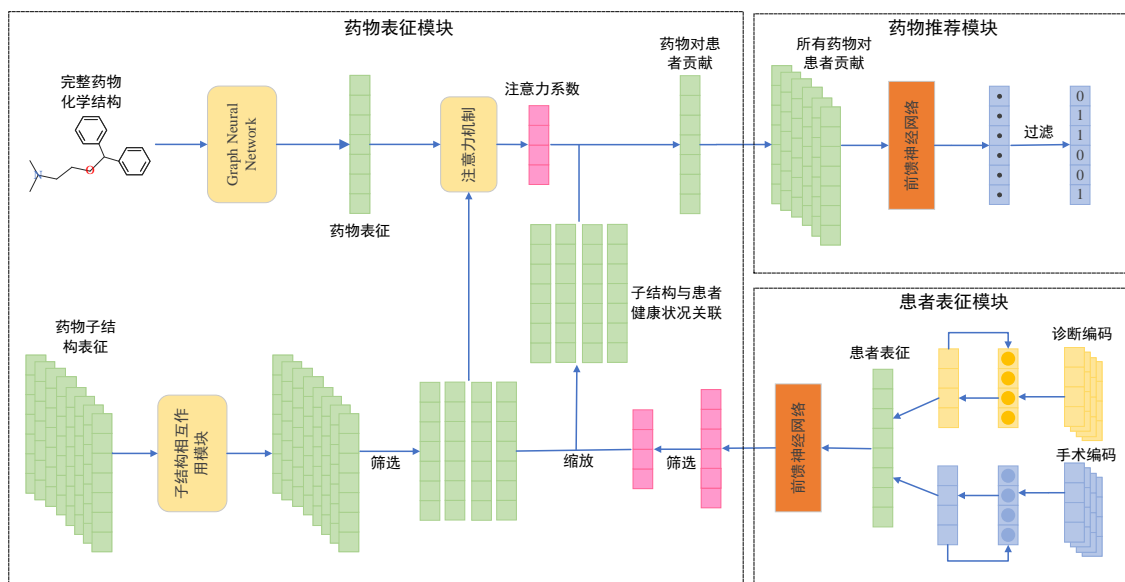 药物表征模块
完整药物
化学结构
N
O
Graph Neural
Network
药物表征
注意力机制
注意力系数
药物对患
者贡献
子结构与患者
健康状况关联
药物子结
构表征
子结构相互作
用模块
筛选
缩放
筛选
药物推荐模块
所有药物对
患者贡献
前馈神经网络
过滤
0
1
1
0
0
1
患者表征模块
诊断编码
患者表征
前馈神经网络
手术编码